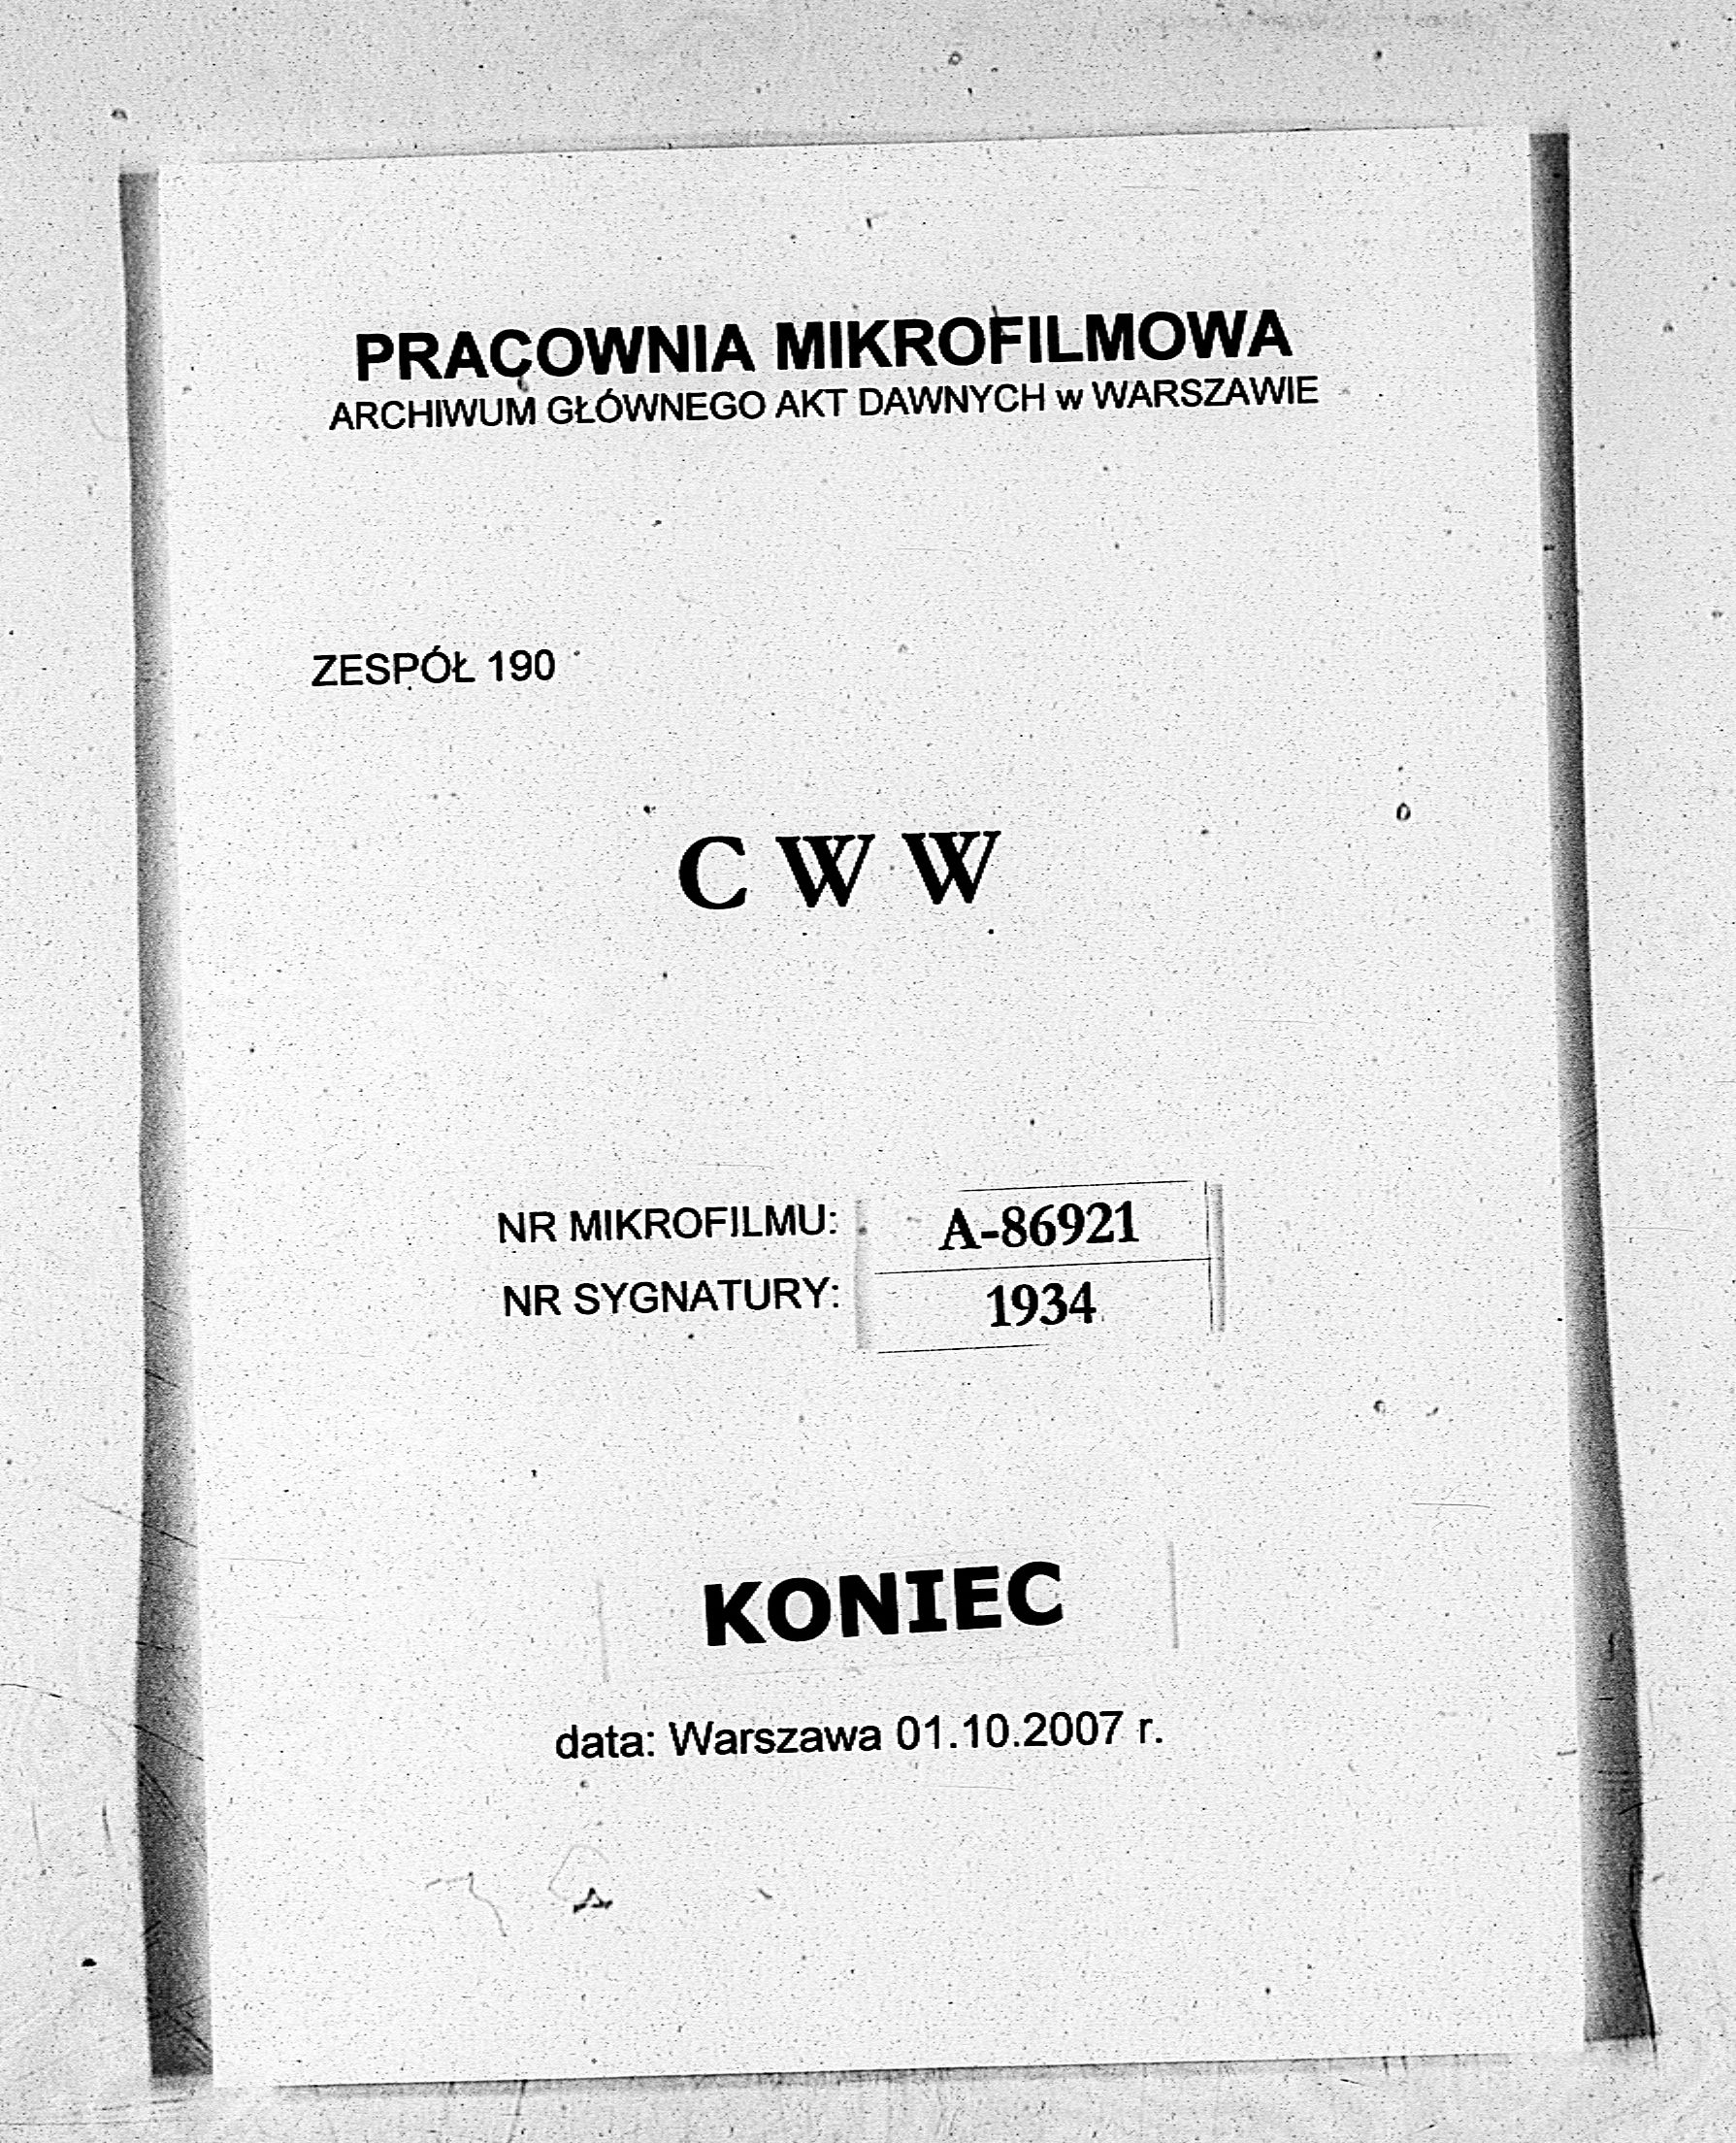 PRACOWNIA MIKROFILMOWA
ARCHIWUM GŁÓWNEGO AKT DAWNYCH w WARSZAWIE
ZESPÓŁ 190
C W W
NR MIKROFILMU: A-86921
NR SYGNATURY: 1934
KONIEC
data: Warszawa 01.10.2007 r.